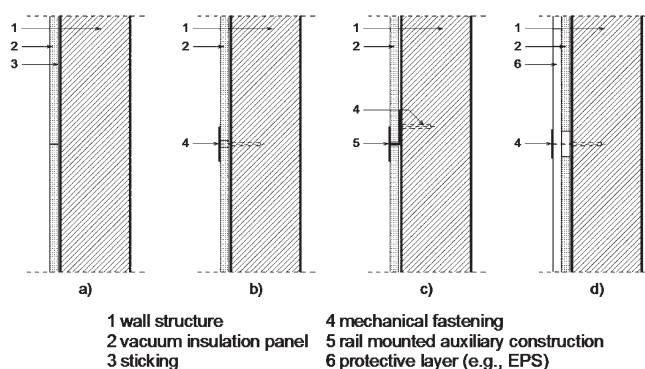 1
2
3
a)
1
2
4
b)
1
2
4
5
c)
1
2
6
4
d)
1 wall structure
2 vacuum insulation panel
3 sticking
4 mechanical fastening
5 rail mounted auxiliary construction
6 protective layer (e.g., EPS)